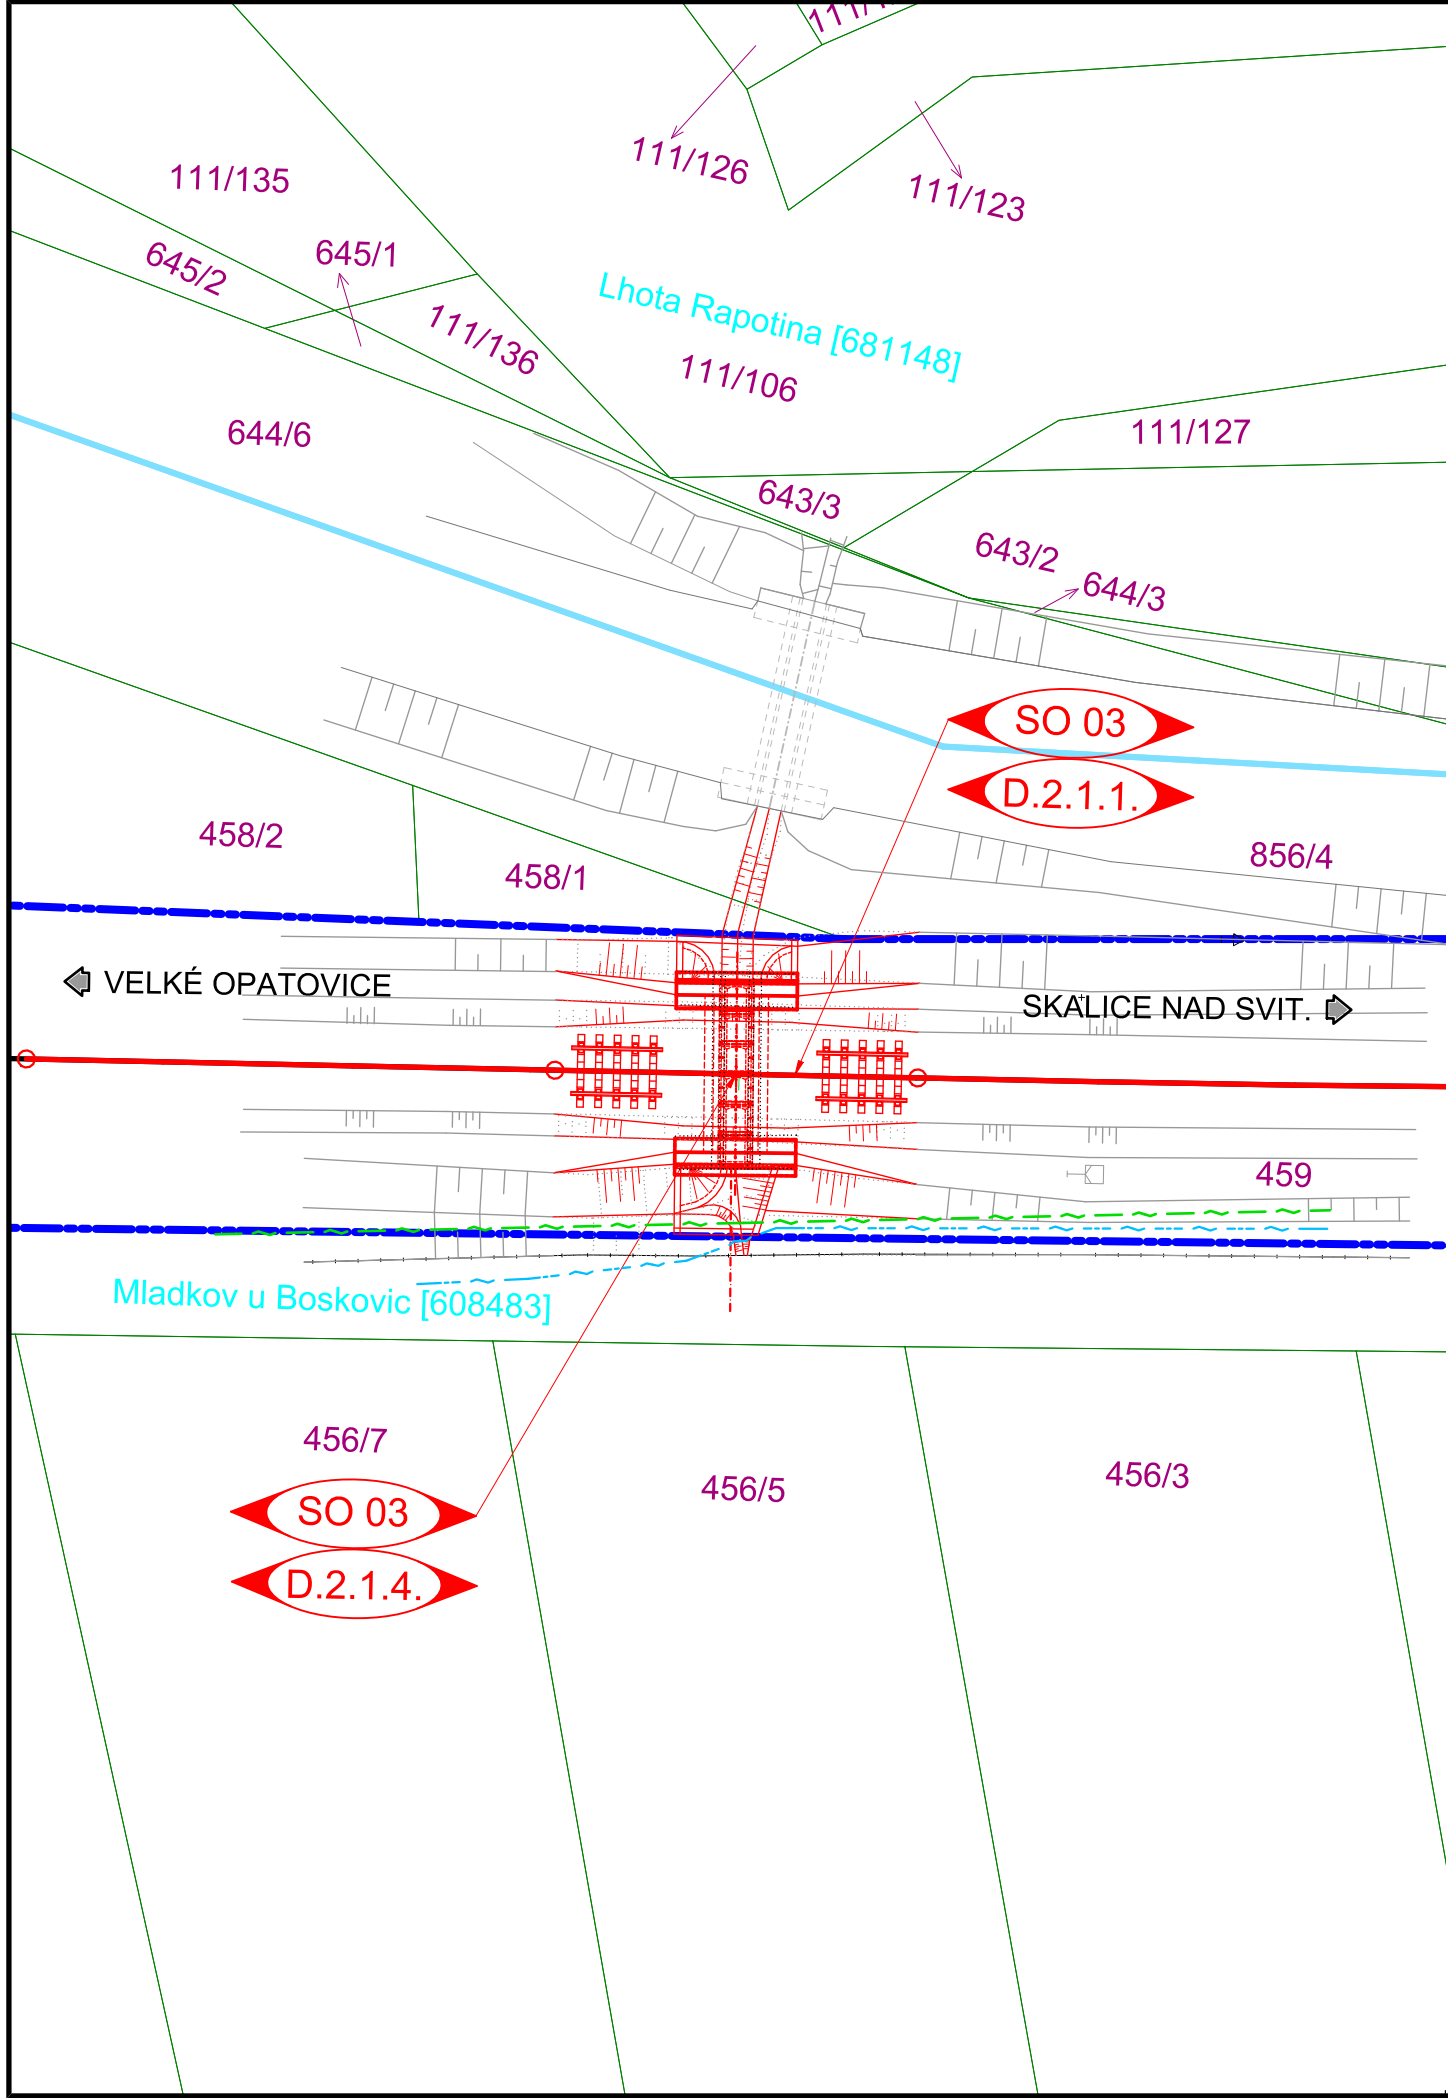 111/126
111/123
111/135
645/1
645/2
Lhota Rapotina [681148]
111/136
111/106
644/6
111/127
643/3
643/2
644/3
SO 03
D.2.1.1.
458/2
458/1
856/4
VELKÉ OPATOVICE
SKALICE NAD SVIT.
459
Mladkov u Boskovic [608483]
456/7
456/5
456/3
SO 03
D.2.1.4.